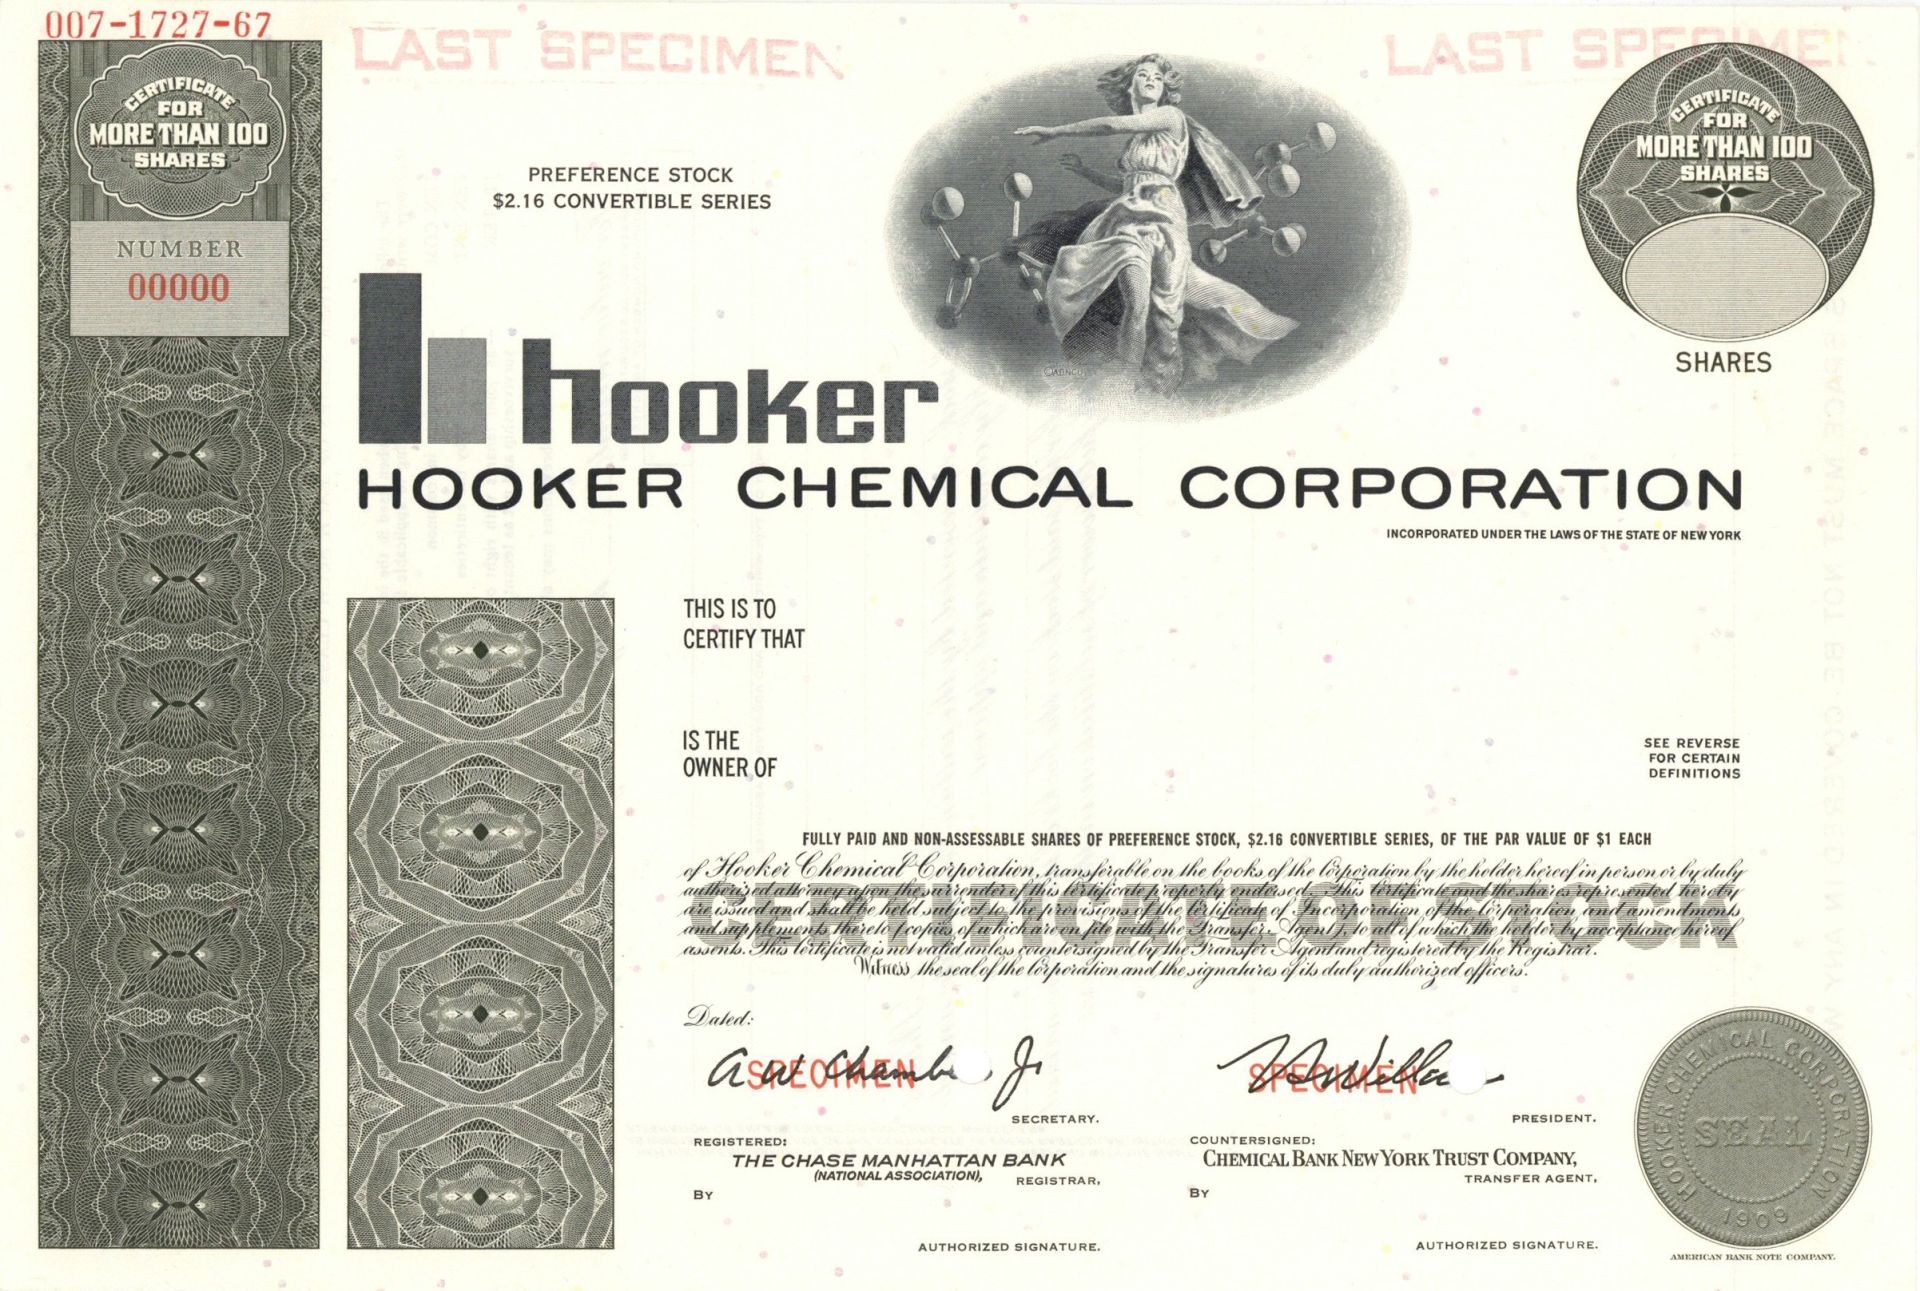 007-1727-67
LAST SPECIMEN
LAST SPECIMEN
CERTIFICATE
FOR
MORE THAN 100
SHARES
NUMBER
00000
PREFERENCE STOCK
$2.16 CONVERTIBLE SERIES
CERTIFICATE
FOR
MORE THAN 100
SHARES
SHARES
©ABNCO
hooker
HOOKER CHEMICAL CORPORATION
INCORPORATED UNDER THE LAWS OF THE STATE OF NEW YORK
THIS IS TO
CERTIFY THAT
IS THE
OWNER OF
SEE REVERSE
FOR CERTAIN
DEFINITIONS
FULLY PAID AND NON-ASSESSABLE SHARES OF PREFERENCE STOCK, $2.16 CONVERTIBLE SERIES, OF THE PAR VALUE OF $1 EACH
of Hooker Chemical Corporation, transferable on the books of the Corporation by the holder hereof in person or by duly
authorized attorney upon the surrender of this Certificate properly endorsed. This Certificate and the shares represented hereby
are issued and shall be held subject to the provisions of the Certificate of Incorporation of the Corporation and amendments
and supplements thereto (copies of which are on file with the Transfer Agent), to all of which the holder by acceptance hereof
assents. This Certificate is not valid unless countersigned by the Transfer Agent and registered by the Registrar.
CERTIFICATE OF STOCK
Witness the seal of the Corporation and the signatures of its duly authorized officers.
Dated:
A W Chamb Jr
SPECIMEN
SECRETARY.
SPECIMEN
PRESIDENT.
REGISTERED:
THE CHASE MANHATTAN BANK
(NATIONAL ASSOCIATION),
REGISTRAR,
BY
AUTHORIZED SIGNATURE.
COUNTERSIGNED:
CHEMICAL BANK NEW YORK TRUST COMPANY,
TRANSFER AGENT,
BY
AUTHORIZED SIGNATURE.
HOOKER CHEMICAL CORPORATION
SEAL
1909
AMERICAN BANK NOTE COMPANY.